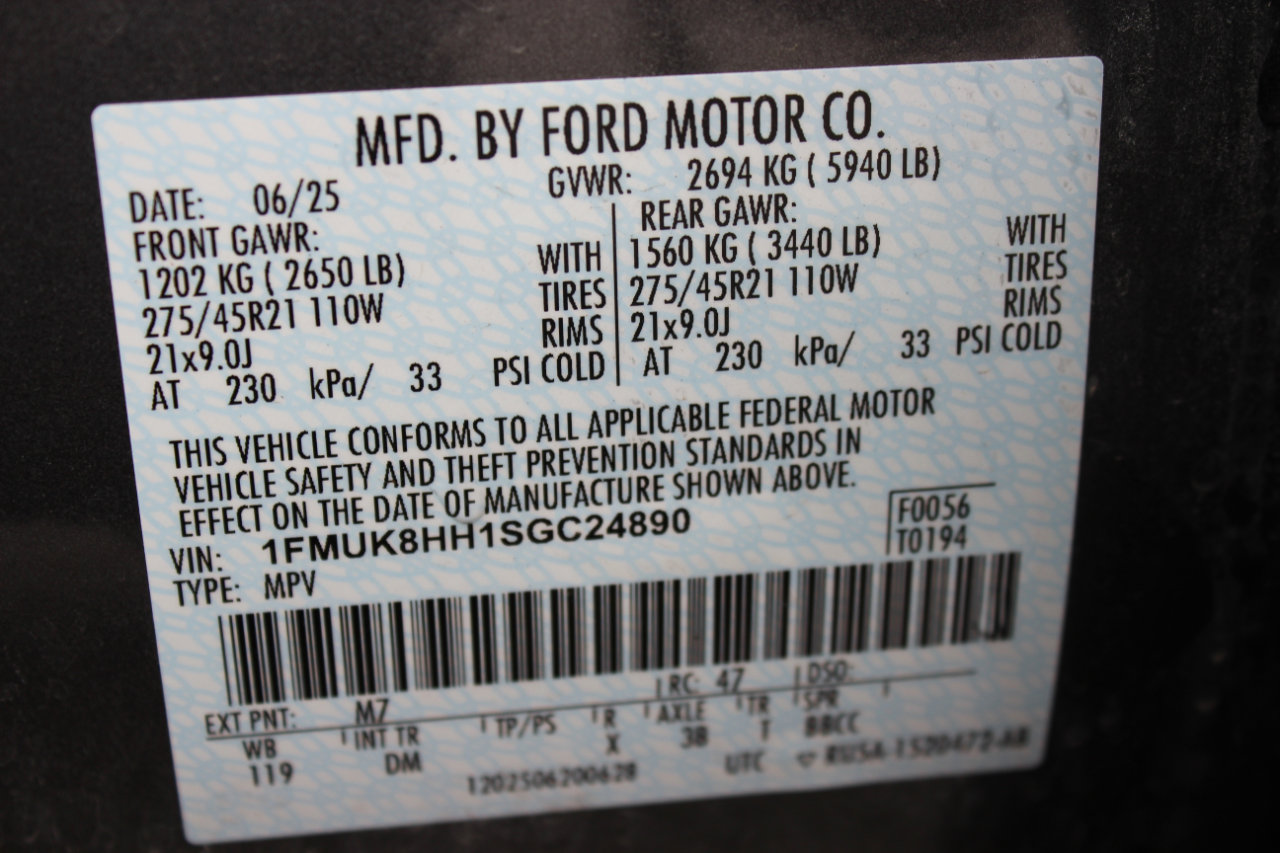 MFD. BY FORD MOTOR CO.
DATE: 06/25 GVWR: 2694 KG ( 5940 LB)
FRONT GAWR:
1202 KG ( 2650 LB) WITH
275/45R21 110W TIRES
21x9.0J RIMS
AT 230 kPa/ 33 PSI COLD
REAR GAWR:
1560 KG ( 3440 LB) WITH
275/45R21 110W TIRES
21x9.0J RIMS
AT 230 kPa/ 33 PSI COLD
THIS VEHICLE CONFORMS TO ALL APPLICABLE FEDERAL MOTOR
VEHICLE SAFETY AND THEFT PREVENTION STANDARDS IN
EFFECT ON THE DATE OF MANUFACTURE SHOWN ABOVE.
VIN: 1FMUK8HH1SGC24890
F0056
T0194
TYPE: MPV
EXT PNT: M7 RC: 47 DSO:
WB INT TR TP/PS R AXLE TR SPR
119 DM X 3B T BBCC
1202506200628 UTC RU5A-1520472-AB